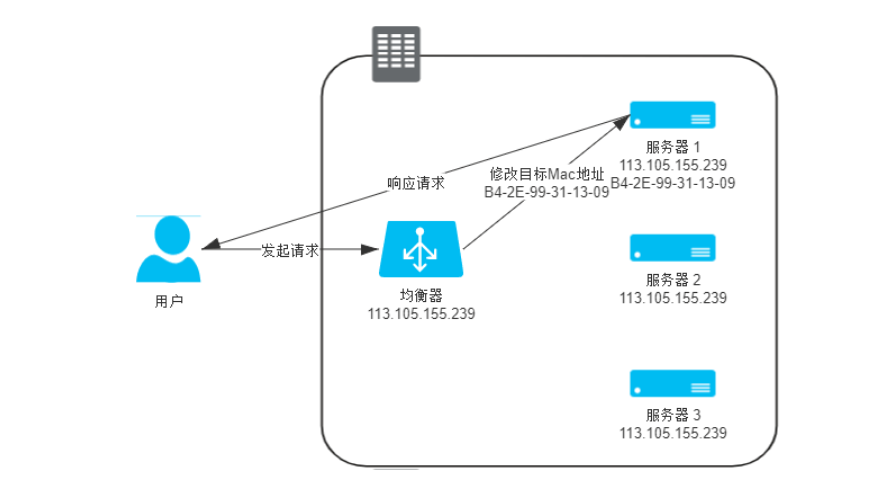 服务器 1
113.105.155.239
B4-2E-99-31-13-09
修改目标Mac地址
B4-2E-99-31-13-09
响应请求
发起请求
用户
均衡器
113.105.155.239
服务器 2
113.105.155.239
服务器 3
113.105.155.239